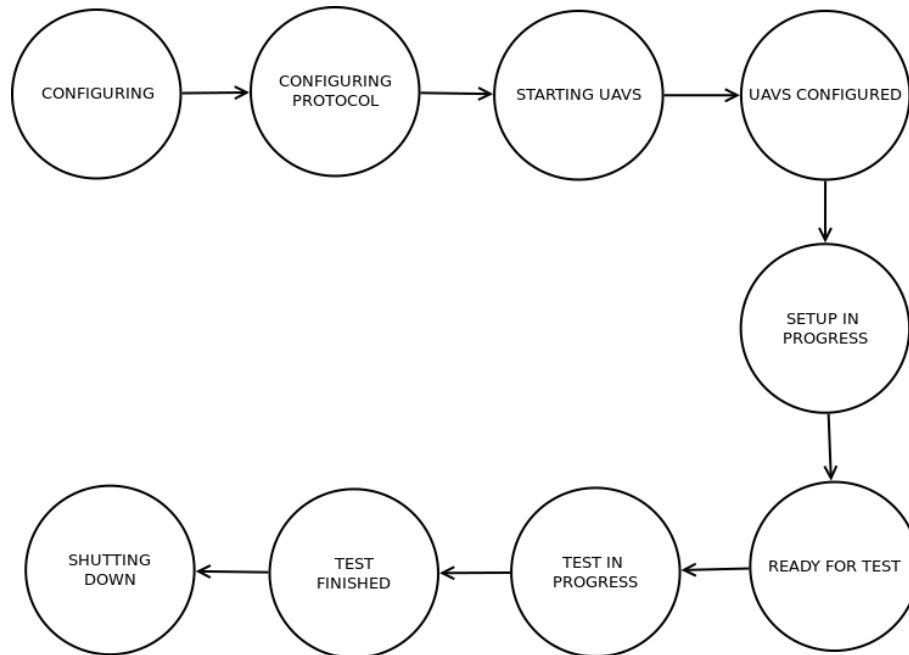 CONFIGURING
CONFIGURING
PROTOCOL
STARTING UAVS
UAVS CONFIGURED
SETUP IN
PROGRESS
READY FOR TEST
TEST IN
PROGRESS
TEST
FINISHED
SHUTTING
DOWN